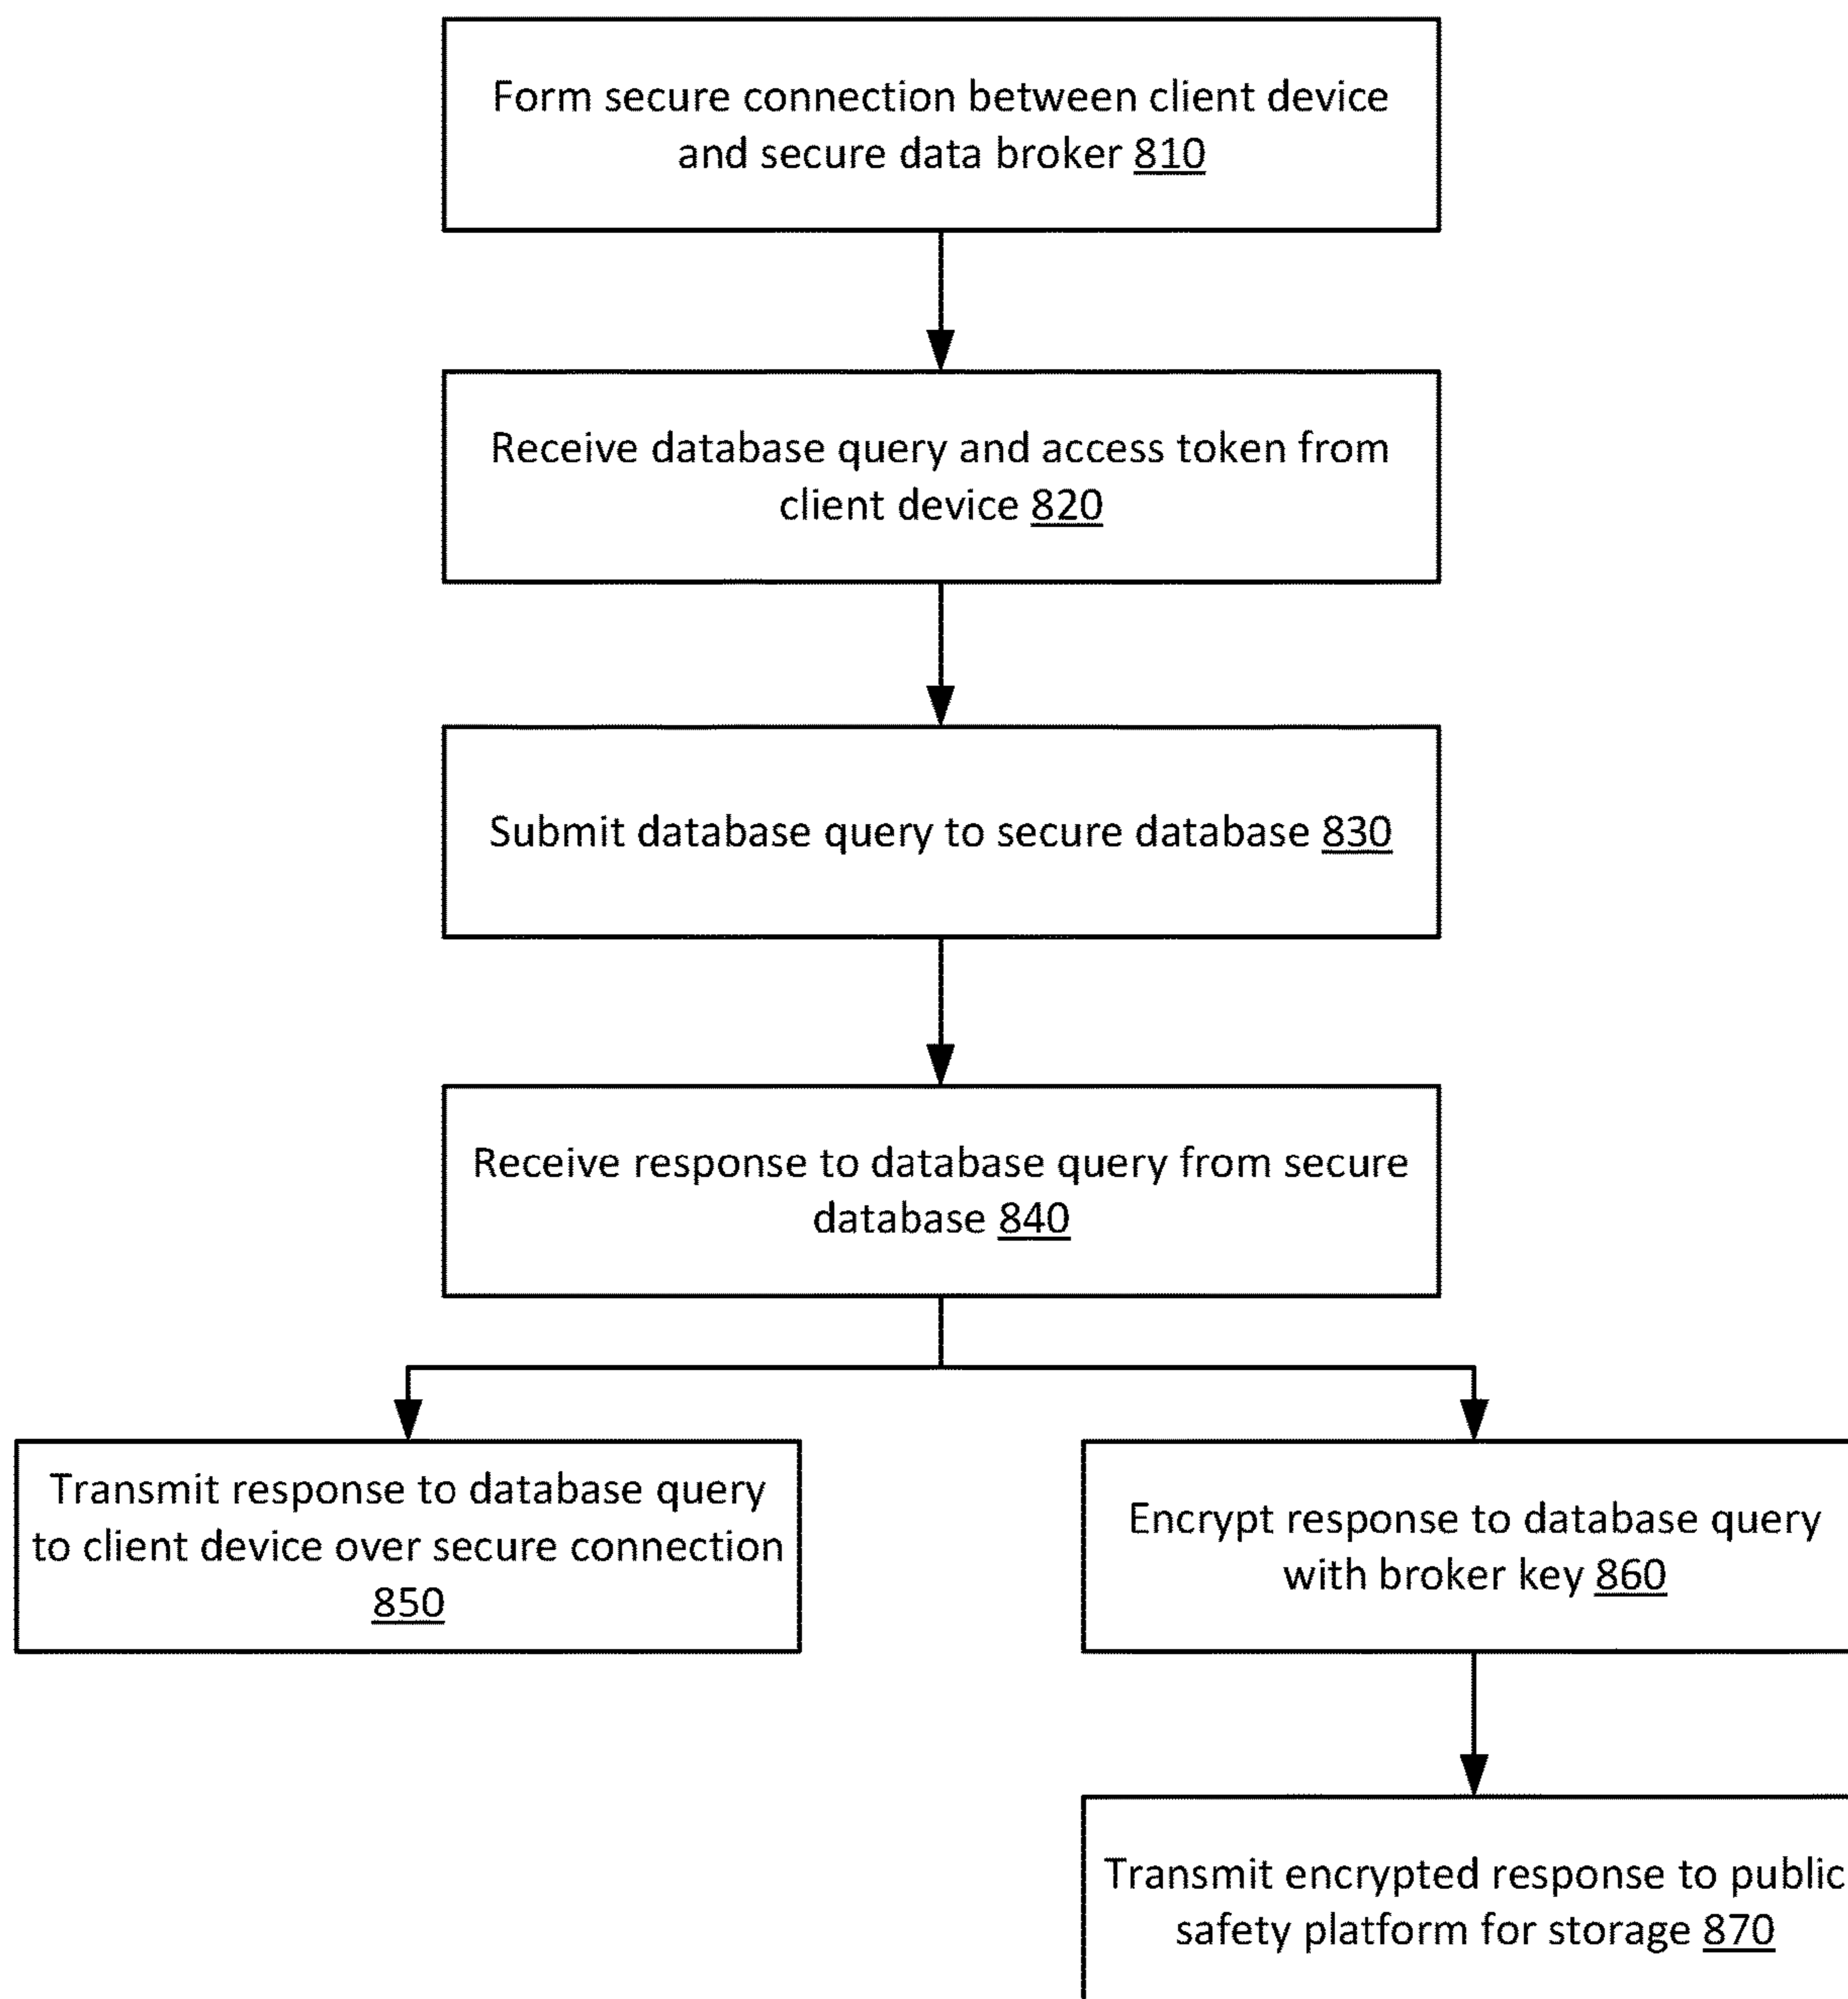 Form secure connection between client device
and secure data broker 810
Receive database query and access token from
client device 820
Submit database query to secure database 830
Receive response to database query from secure
database 840
Transmit response to database query
to client device over secure connection
850
Encrypt response to database query
with broker key 860
Transmit encrypted response to public
safety platform for storage 870